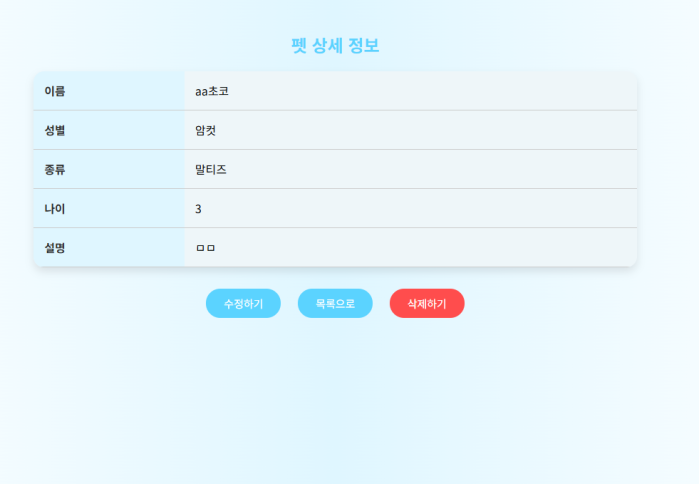 펫 상세 정보
이름 aa초코
성별 암컷
종류 말티즈
나이 3
설명 ㅁㅁ
수정하기 목록으로 삭제하기